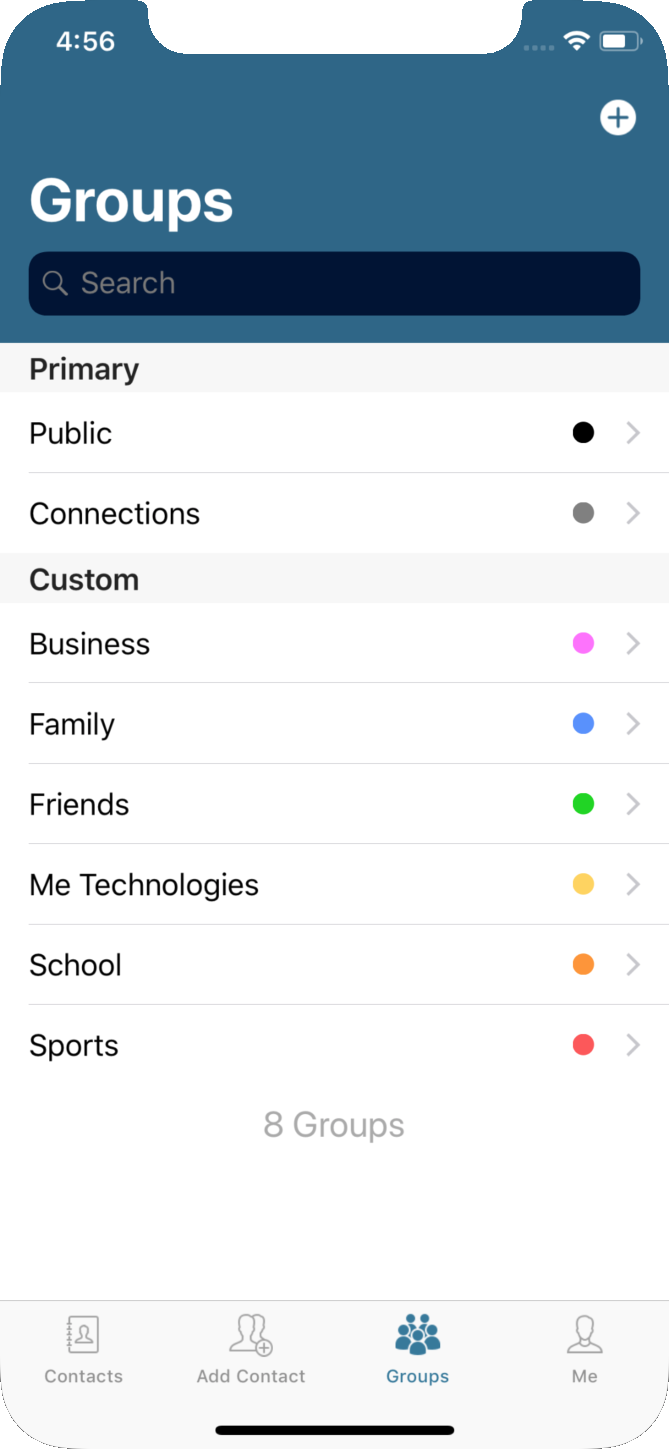 4:56
Groups
Search
Primary
Public
Connections
Custom
Business
Family
Friends
Me Technologies
School
Sports
8 Groups
Contacts
Add Contact
Groups
Me